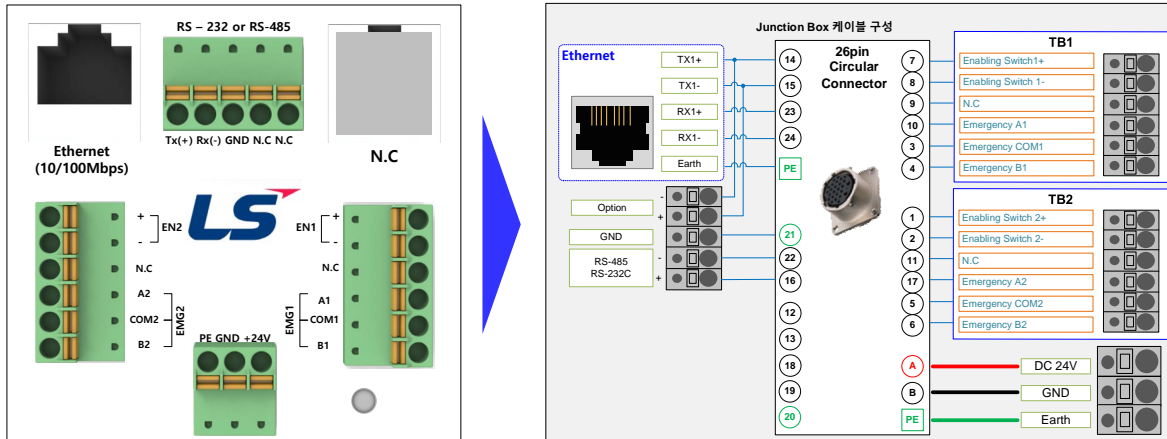 RS – 232 or RS-485
Tx(+) Rx(-) GND N.C N.C
Ethernet
(10/100Mbps)
N.C
LS
+
-
EN2
N.C
A2
COM2
B2
EMG2
+
-
EN1
N.C
A1
COM1
B1
EMG1
PE GND +24V
Junction Box 케이블 구성
Ethernet
TX1+
TX1-
RX1+
RX1-
Earth
Option
-
+
GND
RS-485
RS-232C
-
+
26pin
Circular
Connector
14
15
23
24
PE
21
22
16
12
13
18
19
20
7
8
9
10
3
4
1
2
11
17
5
6
A
B
PE
TB1
Enabling Switch1+
Enabling Switch 1-
N.C
Emergency A1
Emergency COM1
Emergency B1
TB2
Enabling Switch 2+
Enabling Switch 2-
N.C
Emergency A2
Emergency COM2
Emergency B2
DC 24V
GND
Earth